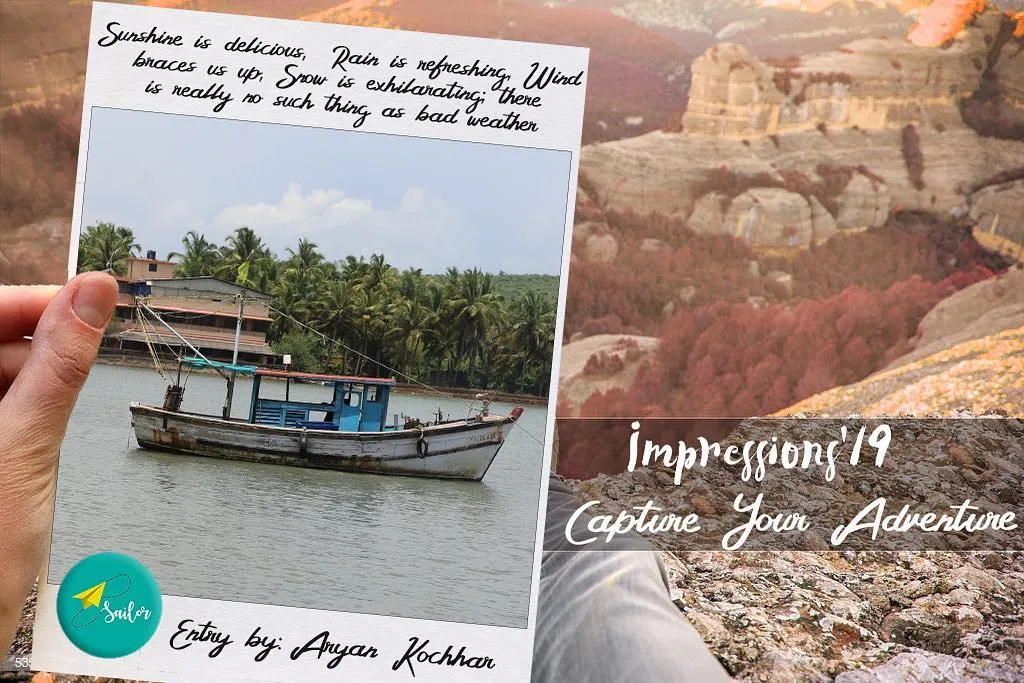 Sunshine is delicious, Rain is refreshing, Wind
braces us up, Snow is exhilarating; there
is really no such thing as bad weather
Sailor
Entry by: Aryan Kochhar
Impressions'19
Capture Your Adventure